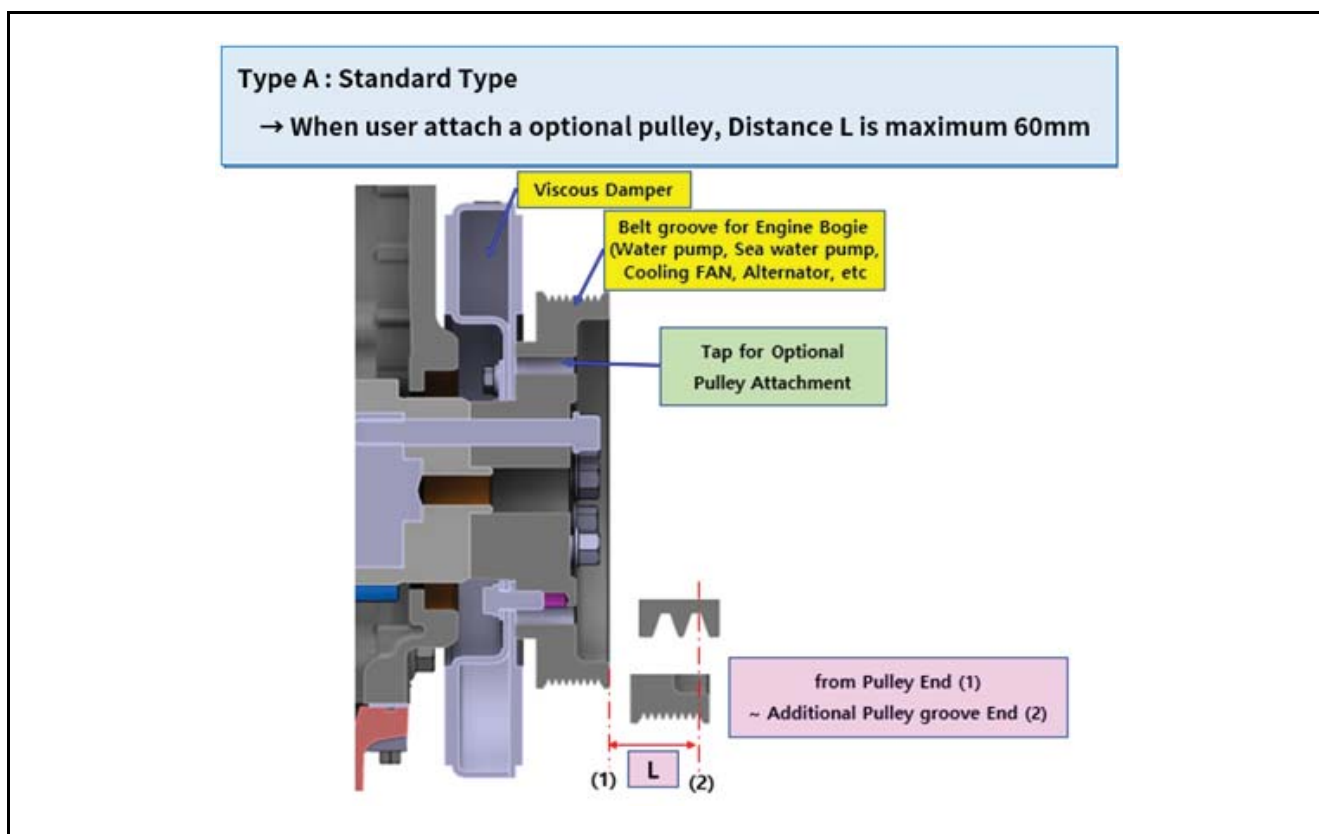 Type A : Standard Type
→ When user attach a optional pulley, Distance L is maximum 60mm
Viscous Damper
Belt groove for Engine Bogie
(Water pump, Sea water pump,
Cooling FAN, Alternator, etc
Tap for Optional
Pulley Attachment
from Pulley End (1)
~ Additional Pulley groove End (2)
(1)
L
(2)